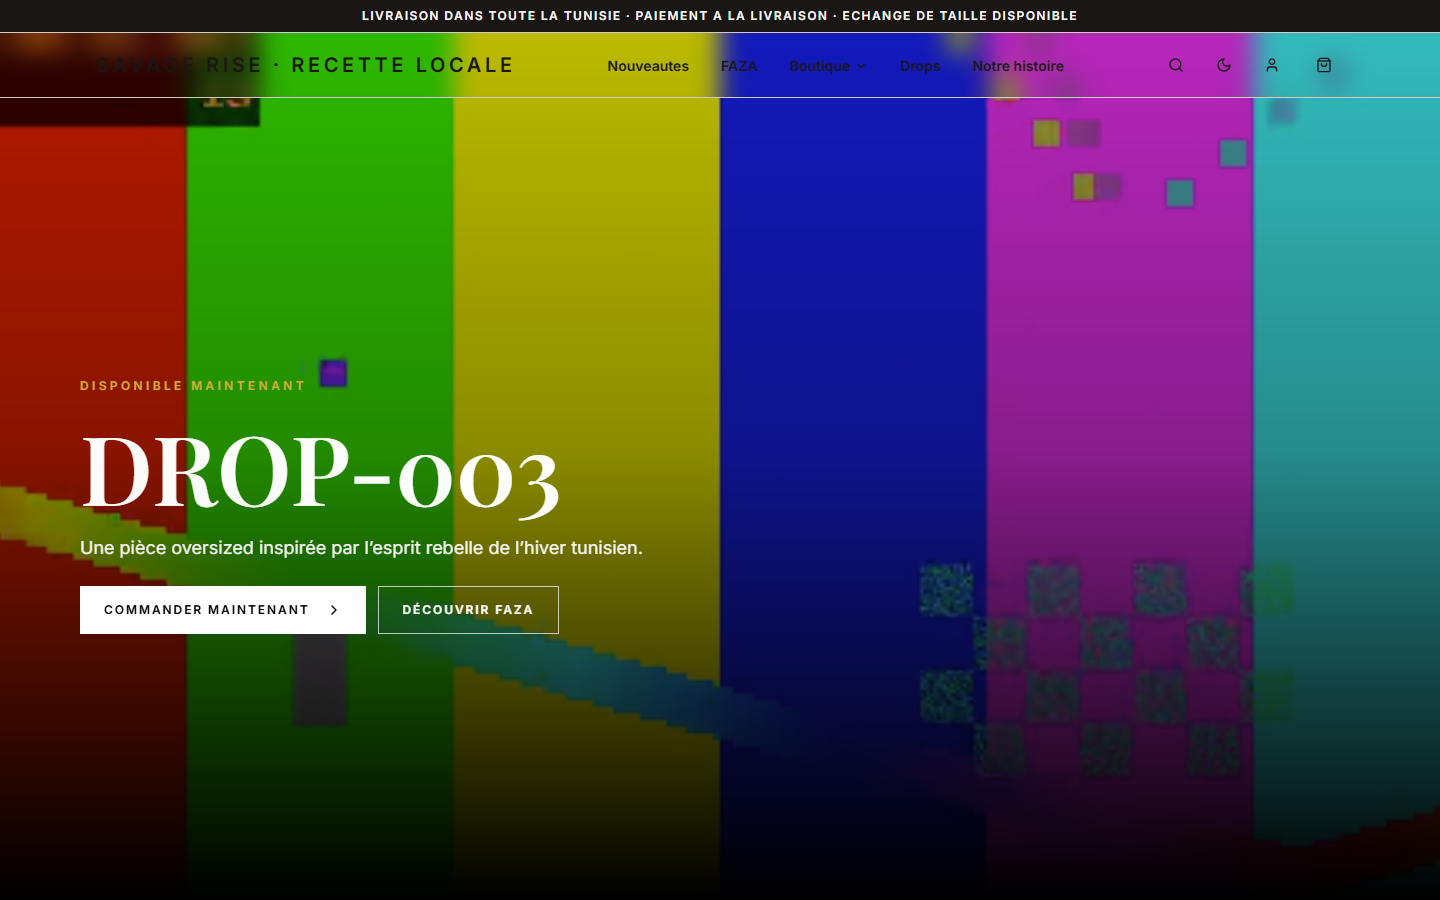 LIVRAISON DANS TOUTE LA TUNISIE · PAIEMENT A LA LIVRAISON · ECHANGE DE TAILLE DISPONIBLE
SAVAGE RISE · RECETTE LOCALE
Nouveautes FAZA Boutique Drops Notre histoire
DISPONIBLE MAINTENANT
DROP-003
Une pièce oversized inspirée par l’esprit rebelle de l’hiver tunisien.
COMMANDER MAINTENANT
DÉCOUVRIR FAZA